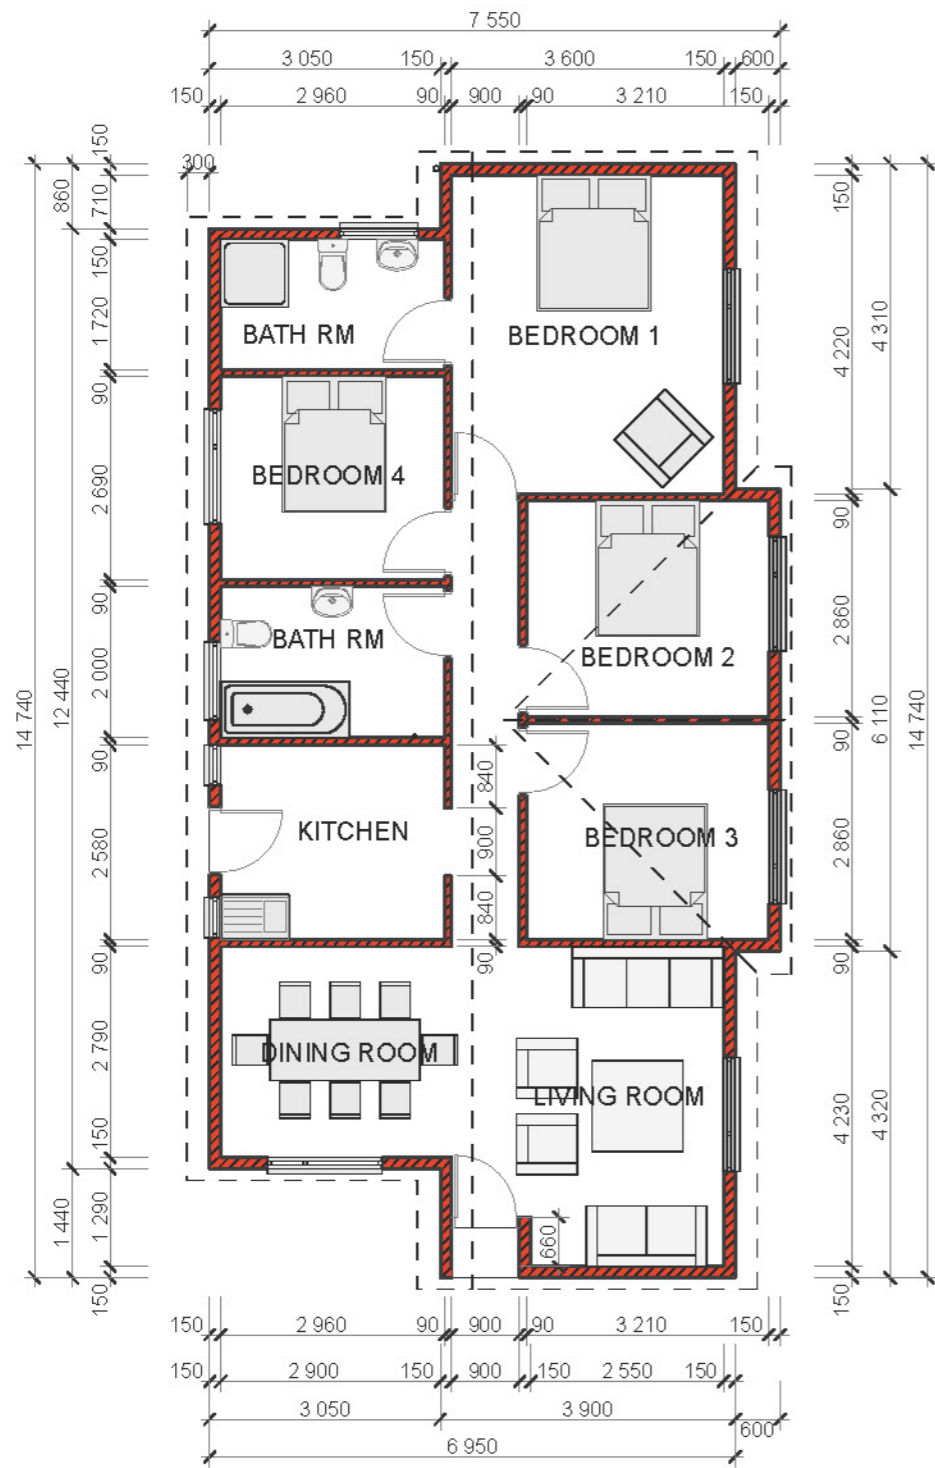 7 550
3 050 150 3 600 150 600
150 2 960 90 900 90 3 210 150
300
150
710
150
1 720
90
2 690
90
2 000
90
2 580
90
2 790
150
1 290
150
860
12 440
1 440
14 740
BATH RM
BEDROOM 1
BEDROOM 4
BATH RM
BEDROOM 2
KITCHEN
BEDROOM 3
DINING ROOM
LIVING ROOM
840
900
840
90
660
150
4 220
90
2 860
90
2 860
90
4 230
150
4 310
6 110
4 320
14 740
150 2 960 90 900 90 3 210 150
150 2 900 150 900 150 2 550 150
3 050 3 900 600
6 950